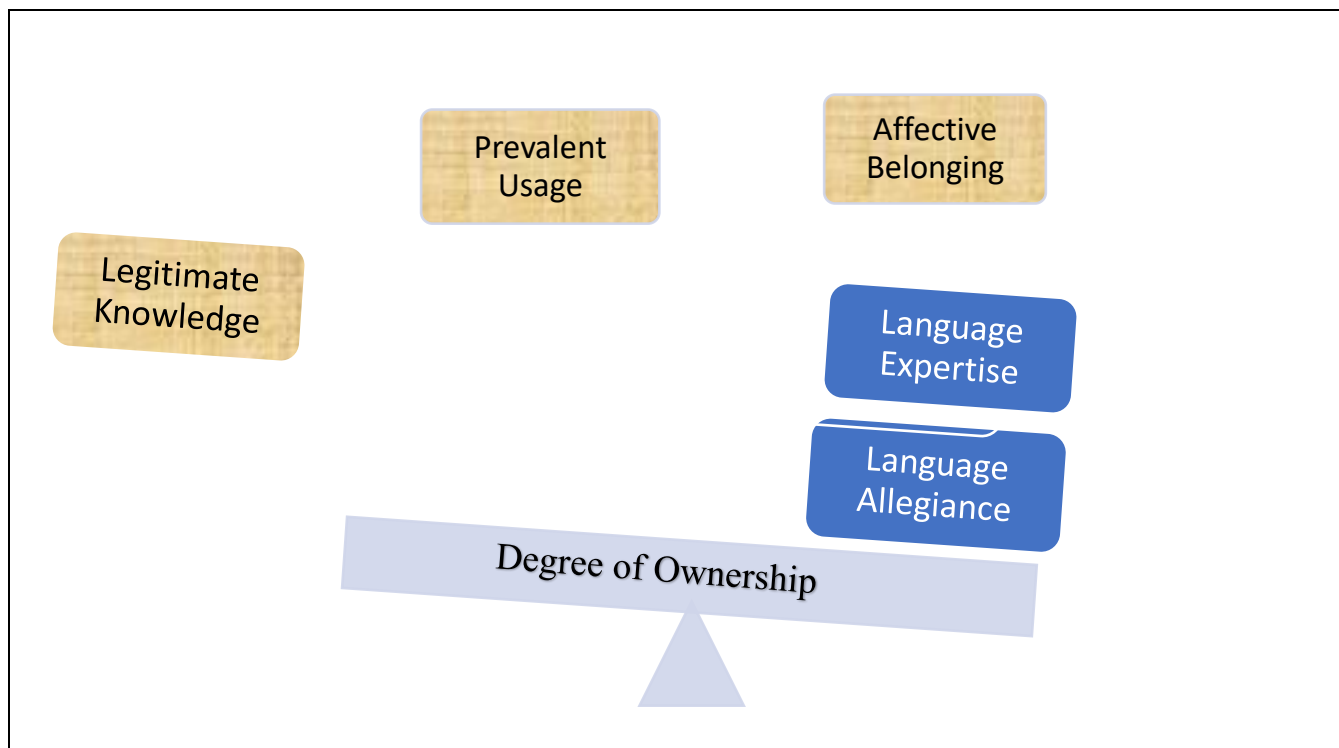 Prevalent
Usage
Affective
Belonging
Legitimate
Knowledge
Language
Expertise
Language
Allegiance
Degree of Ownership